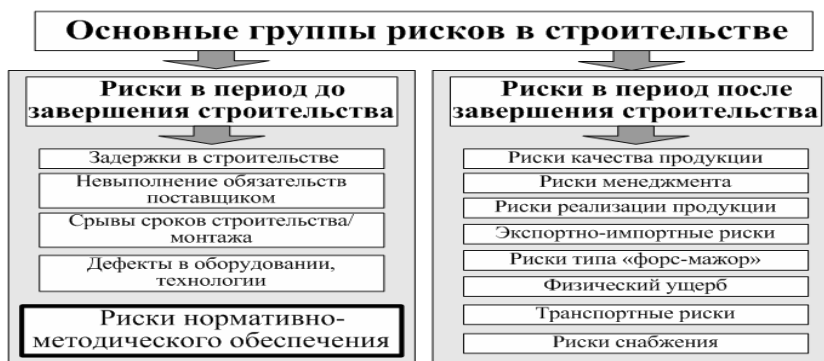 Основные группы рисков в строительстве
Риски в период до
завершения строительства
Задержки в строительстве
Невыполнение обязательств
поставщиком
Срывы сроков строительства/
монтажа
Дефекты в оборудовании,
технологии
Риски нормативно-
методического обеспечения
Риски в период после
завершения строительства
Риски качества продукции
Риски менеджмента
Риски реализации продукции
Экспортно-импортные риски
Риски типа «форс-мажор»
Физический ущерб
Транспортные риски
Риски снабжения